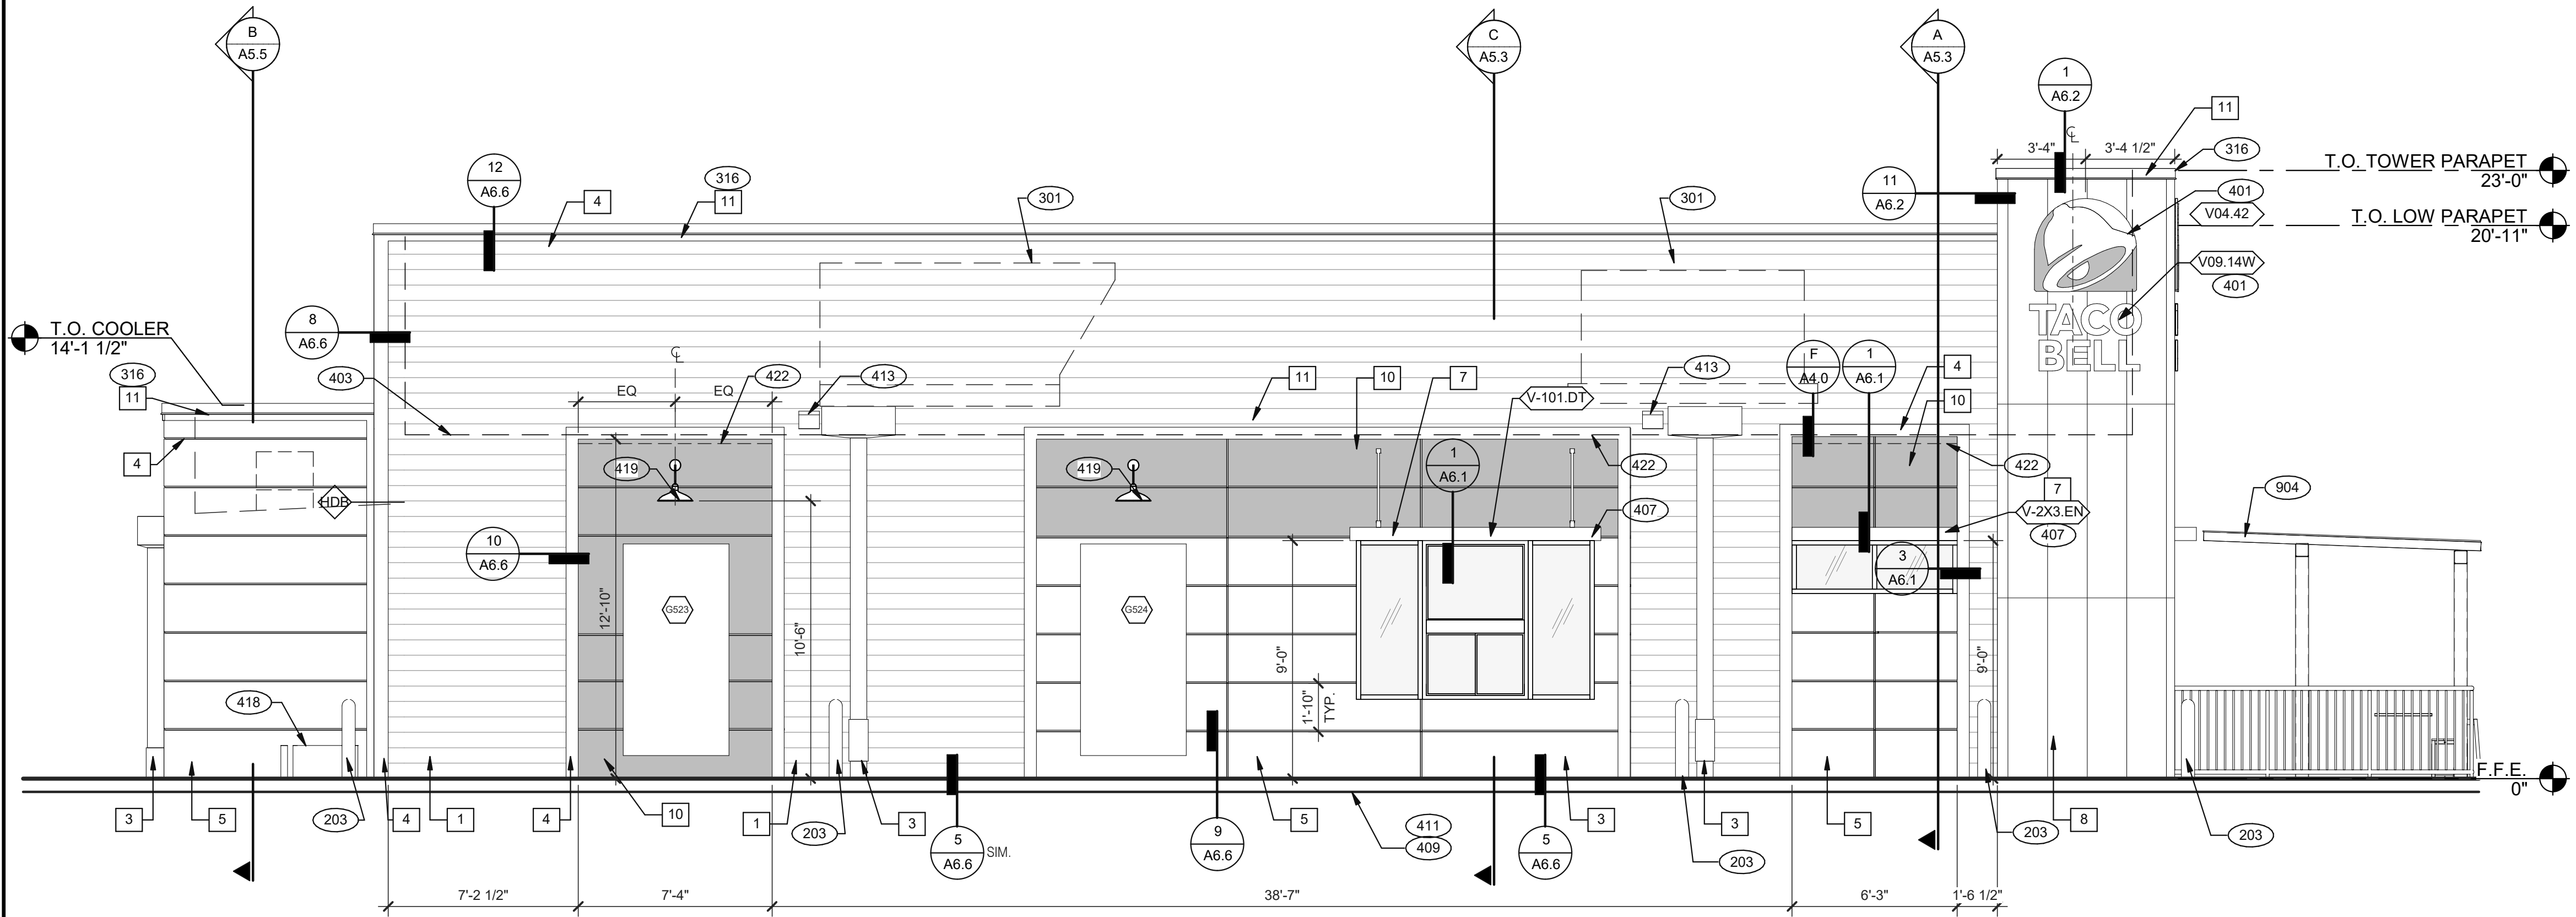 B
A5.5
C
A5.3
A
A5.3
1
A6.2
11
℄
3'-4"
3'-4 1/2"
316
T.O. TOWER PARAPET
23'-0"
12
A6.6
316
11
4
301
301
11
A6.2
401
V04.42
T.O. LOW PARAPET
20'-11"
V09.14W
401
TACO
BELL
T.O. COOLER
14'-1 1/2"
8
A6.6
316
11
403
℄
EQ
EQ
422
413
11
10
7
V-101.DT
413
F
A4.0
1
A6.1
4
10
4
HDB
419
419
1
A6.1
422
422
407
7
V-2X3.EN
407
904
10
A6.6
3
A6.1
12'-10"
G523
10'-6"
G524
9'-0"
1'-10"
TYP.
9'-0"
418
F.F.E.
0"
3
5
203
4
1
4
10
1
203
3
5
A6.6
SIM.
9
A6.6
5
411
409
5
A6.6
3
203
3
5
203
8
203
7'-2 1/2"
7'-4"
38'-7"
6'-3"
1'-6 1/2"